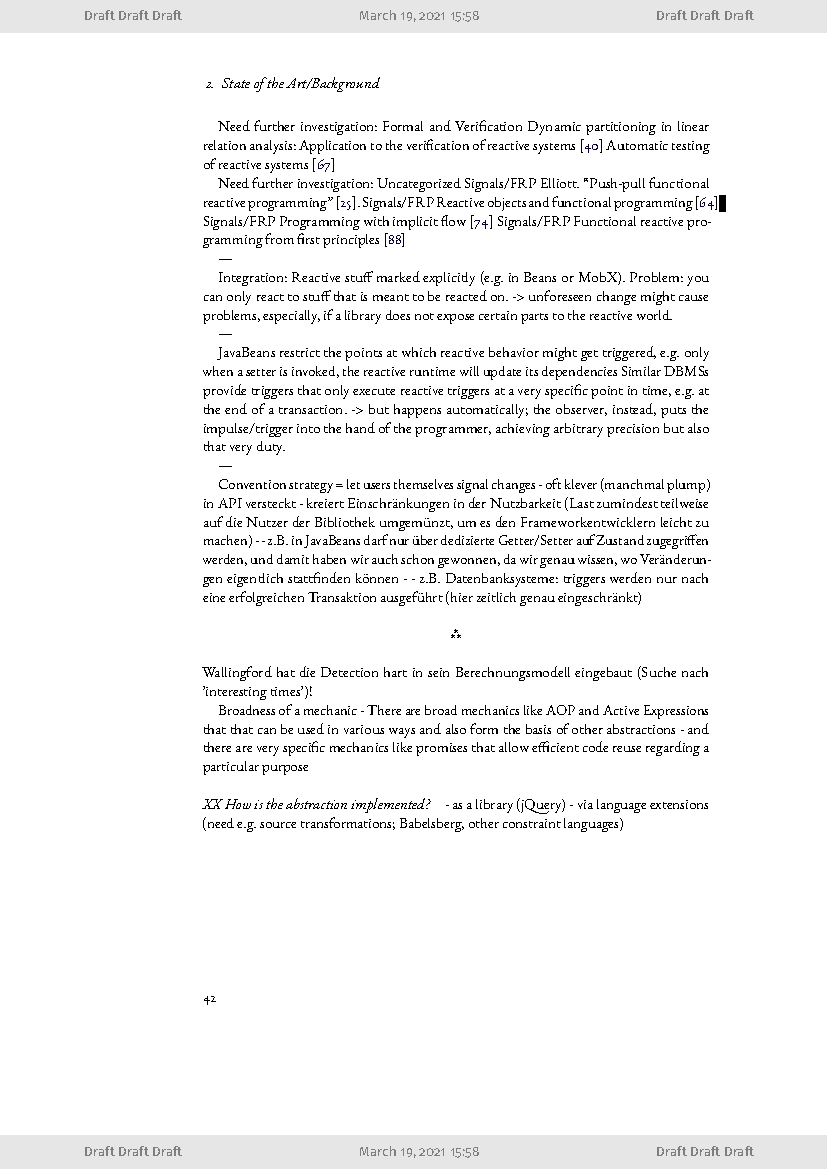 Draft Draft Draft March 19, 2021 15:58 Draft Draft Draft
2. State of the Art/Background
Need further investigation: Formal and Verification Dynamic partitioning in linear
relation analysis: Application to the verification of reactive systems [40] Automatic testing
of reactive systems [67]
Need further investigation: Uncategorized Signals/FRP Elliott. “Push-pull functional
reactive programming” [25]. Signals/FRP Reactive objects and functional programming [64]
Signals/FRP Programming with implicit flow [74] Signals/FRP Functional reactive pro-
gramming from first principles [88]
—
Integration: Reactive stuff marked explicitly (e.g. in Beans or MobX). Problem: you
can only react to stuff that is meant to be reacted on. -> unforeseen change might cause
problems, especially, if a library does not expose certain parts to the reactive world.
—
JavaBeans restrict the points at which reactive behavior might get triggered, e.g. only
when a setter is invoked, the reactive runtime will update its dependencies Similar DBMSs
provide triggers that only execute reactive triggers at a very specific point in time, e.g. at
the end of a transaction. -> but happens automatically; the observer, instead, puts the
impulse/trigger into the hand of the programmer, achieving arbitrary precision but also
that very duty.
—
Convention strategy = let users themselves signal changes - oft klever (manchmal plump)
in API versteckt - kreiert Einschränkungen in der Nutzbarkeit (Last zumindest teilweise
auf die Nutzer der Bibliothek umgemünzt, um es den Frameworkentwicklern leicht zu
machen) - - z.B. in JavaBeans darf nur über dedizierte Getter/Setter auf Zustand zugegriffen
werden, und damit haben wir auch schon gewonnen, da wir genau wissen, wo Veränderun-
gen eigentlich stattfinden können - - z.B. Datenbanksysteme: triggers werden nur nach
eine erfolgreichen Transaktion ausgeführt (hier zeitlich genau eingeschränkt)
⁂
Wallingford hat die Detection hart in sein Berechnungsmodell eingebaut (Suche nach
’interesting times’)!
Broadness of a mechanic - There are broad mechanics like AOP and Active Expressions
that that can be used in various ways and also form the basis of other abstractions - and
there are very specific mechanics like promises that allow efficient code reuse regarding a
particular purpose
XX How is the abstraction implemented? - as a library (jQuery) - via language extensions
(need e.g. source transformations; Babelsberg, other constraint languages)
42
Draft Draft Draft March 19, 2021 15:58 Draft Draft Draft